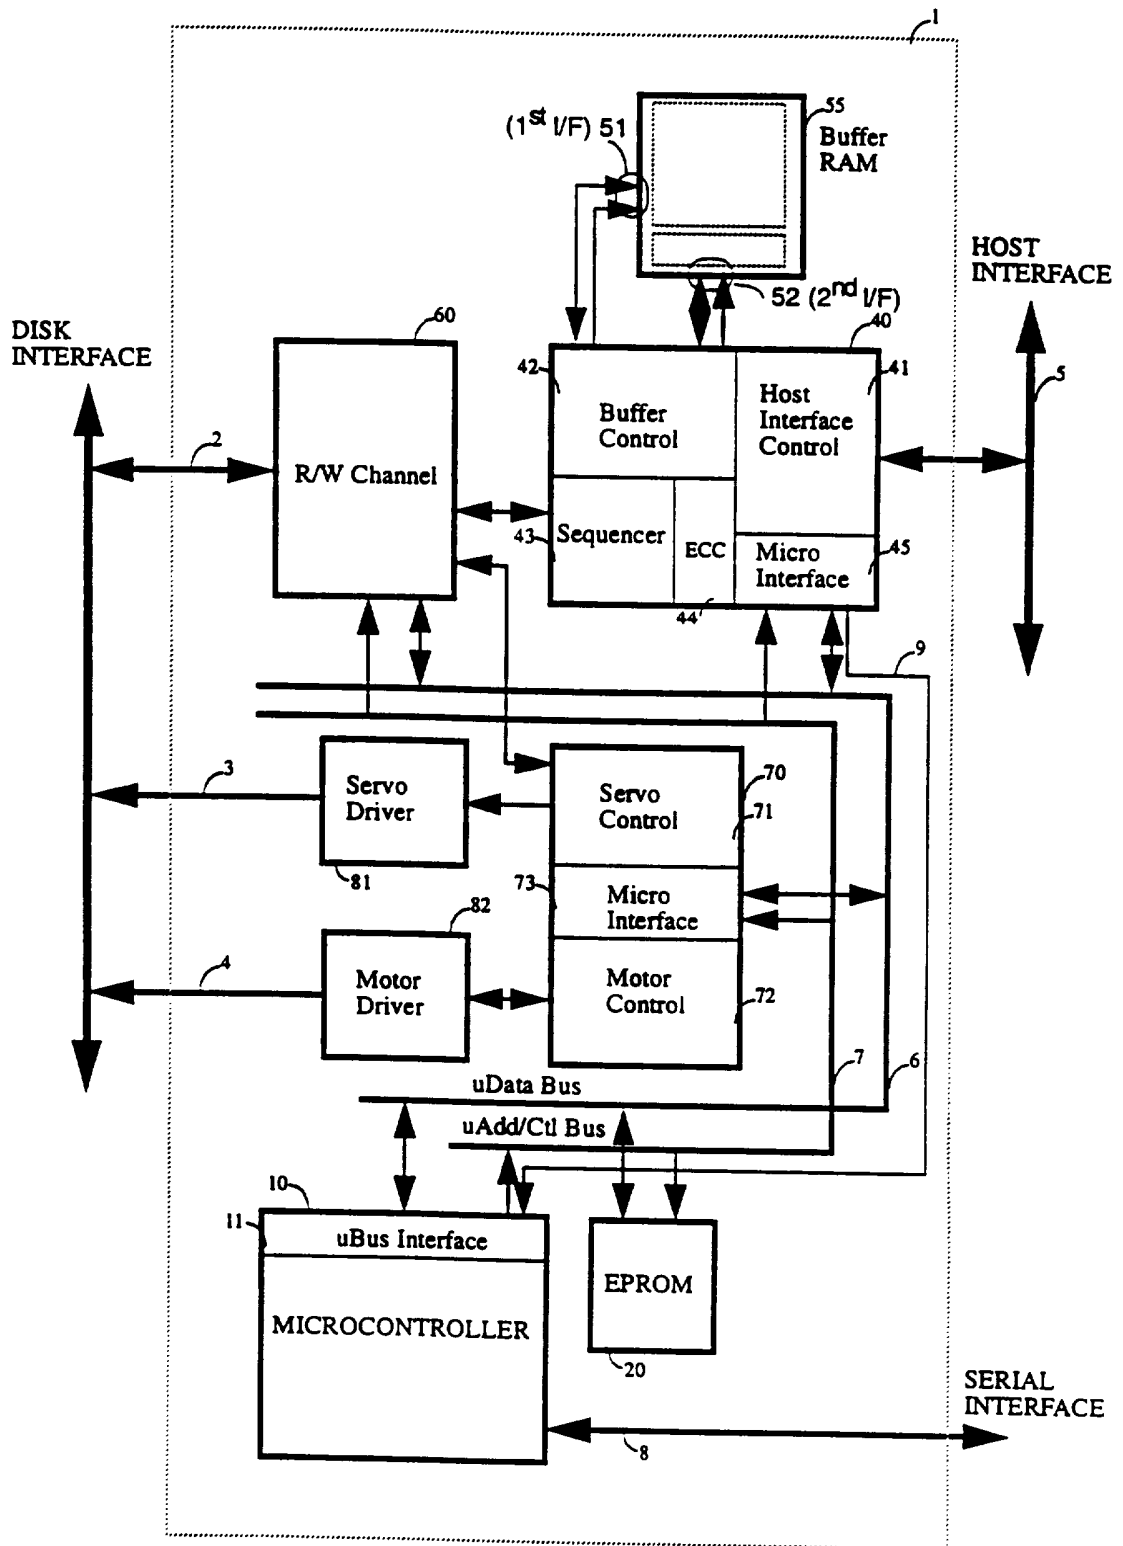 1
55
(1st I/F) 51
Buffer
RAM
HOST
INTERFACE
52 (2nd I/F)
DISK
INTERFACE
60
40
42
41
5
Host
Interface
Control
Buffer
Control
2
R/W Channel
43
Sequencer
ECC
Micro
Interface
45
44
9
3
Servo
Driver
Servo
Control
70
71
81
73
Micro
Interface
82
4
Motor
Driver
Motor
Control
72
7
6
uData Bus
uAdd/Ctl Bus
10
11
uBus Interface
EPROM
MICROCONTROLLER
20
SERIAL
INTERFACE
8